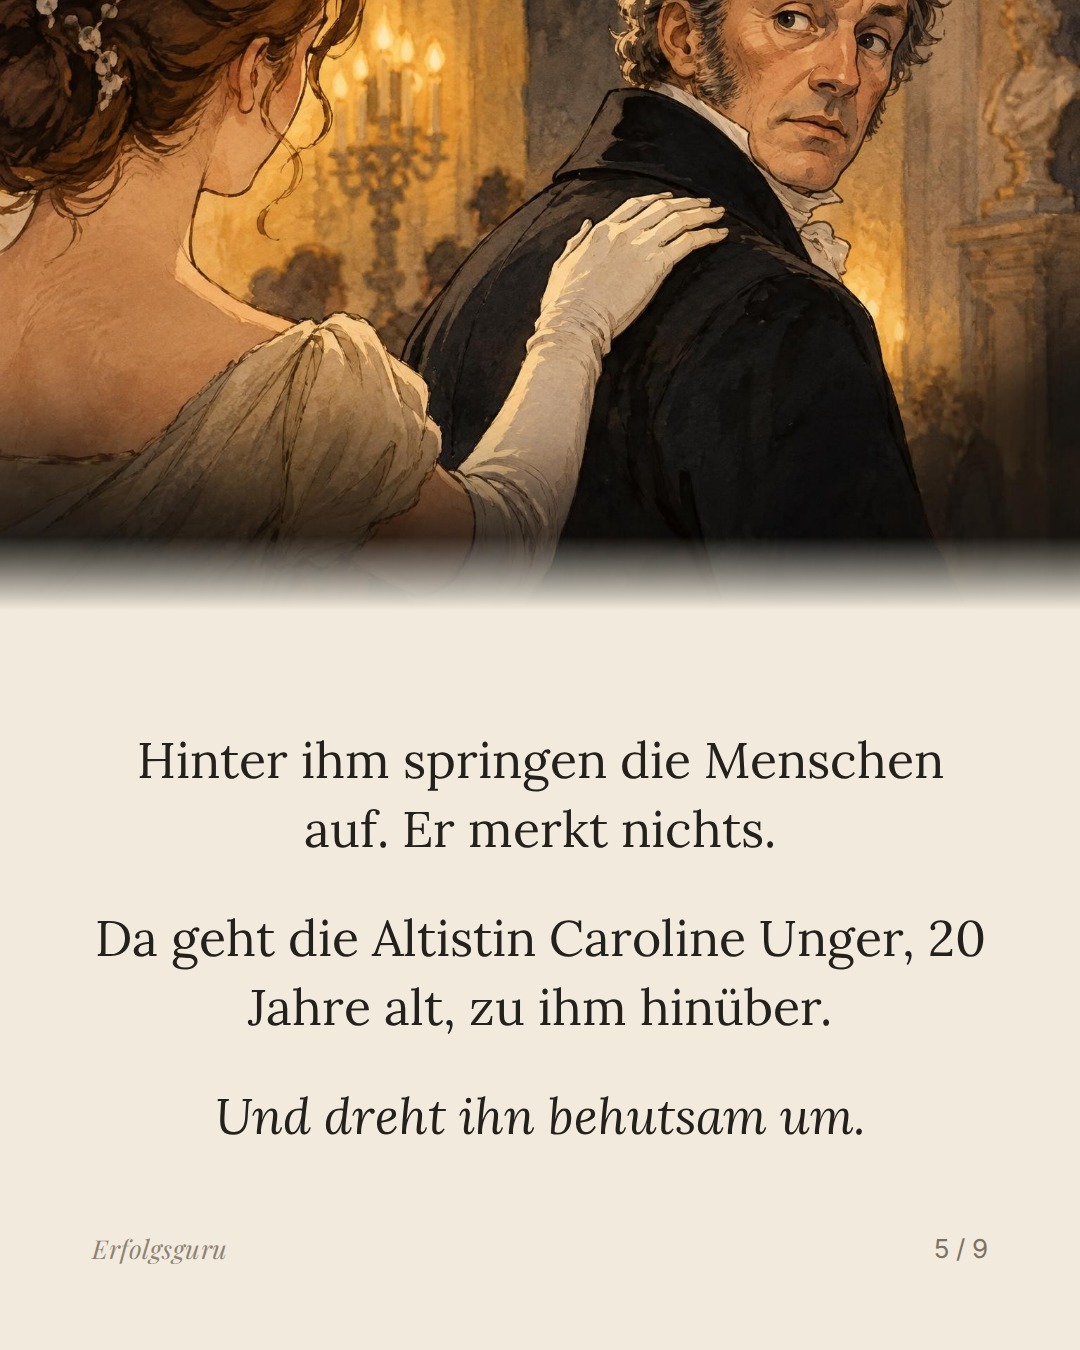 Hinter ihm springen die Menschen
auf. Er merkt nichts.
Da geht die Altistin Caroline Unger, 20
Jahre alt, zu ihm hinüber.
Und dreht ihn behutsam um.
Erfolgsguru
5 / 9